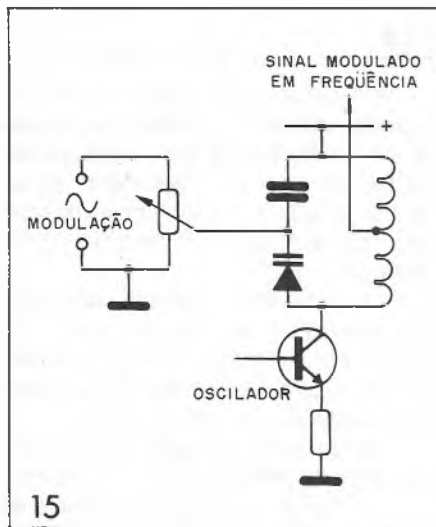 SINAL MODULADO
EM FREQÜÊNCIA
+
MODULAÇÃO
OSCILADOR
15